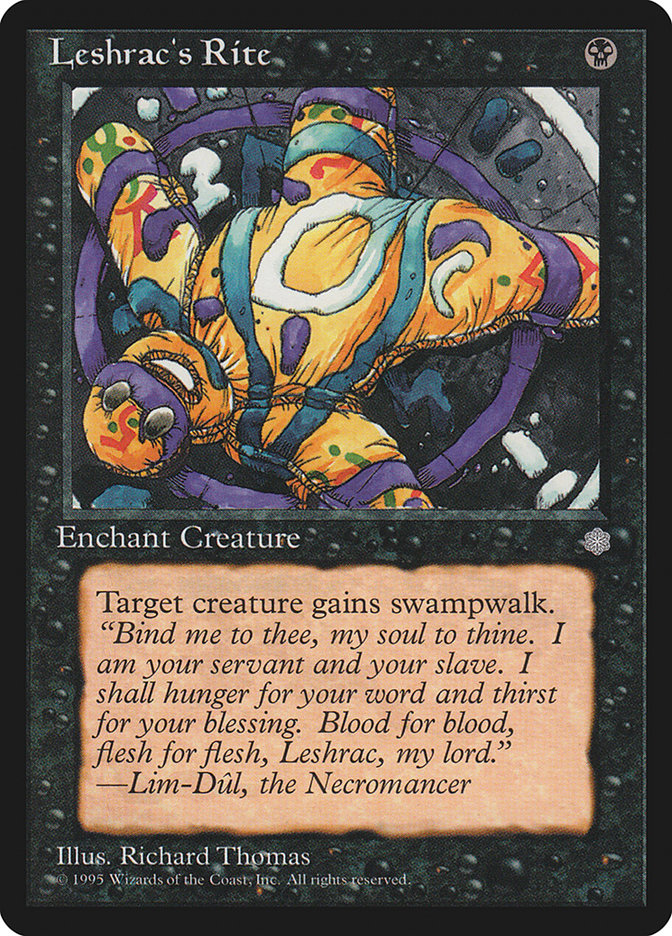 Leshrac's Rite
Enchant Creature
Target creature gains swampwalk.
“Bind me to thee, my soul to thine. I
am your servant and your slave. I
shall hunger for your word and thirst
for your blessing. Blood for blood,
flesh for flesh, Leshrac, my lord.”
—Lim-Dûl, the Necromancer
Illus. Richard Thomas
© 1995 Wizards of the Coast, Inc. All rights reserved.